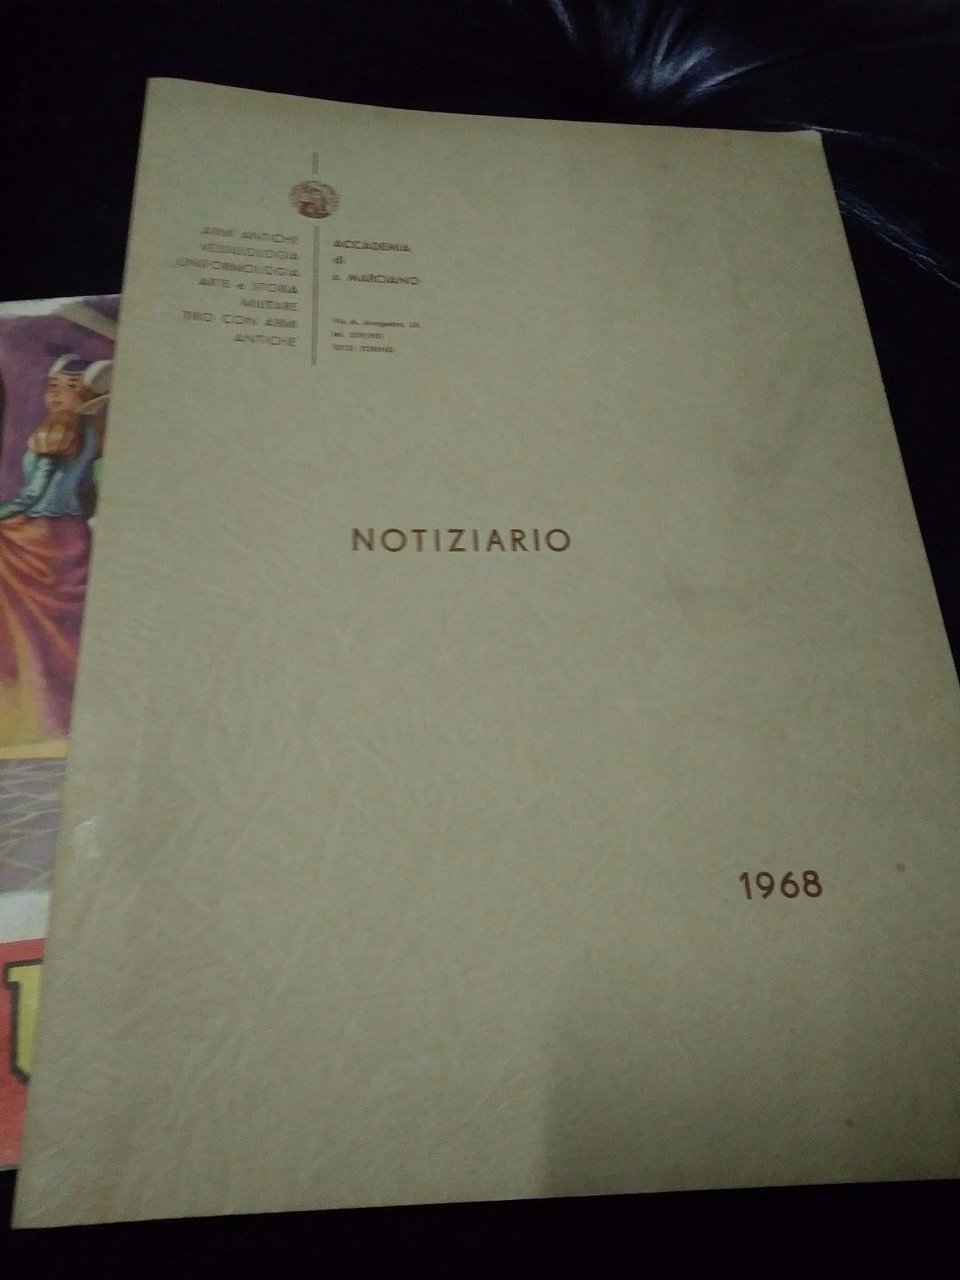 ARMI ANTICHE
VESSILLOLOGIA
UNIFORMOLOGIA
ARTE e STORIA
MILITARE
TIRO CON ARMI
ANTICHE
ACCADEMIA
di
S. MARCIANO
TORINO
NOTIZIARIO
1968
U